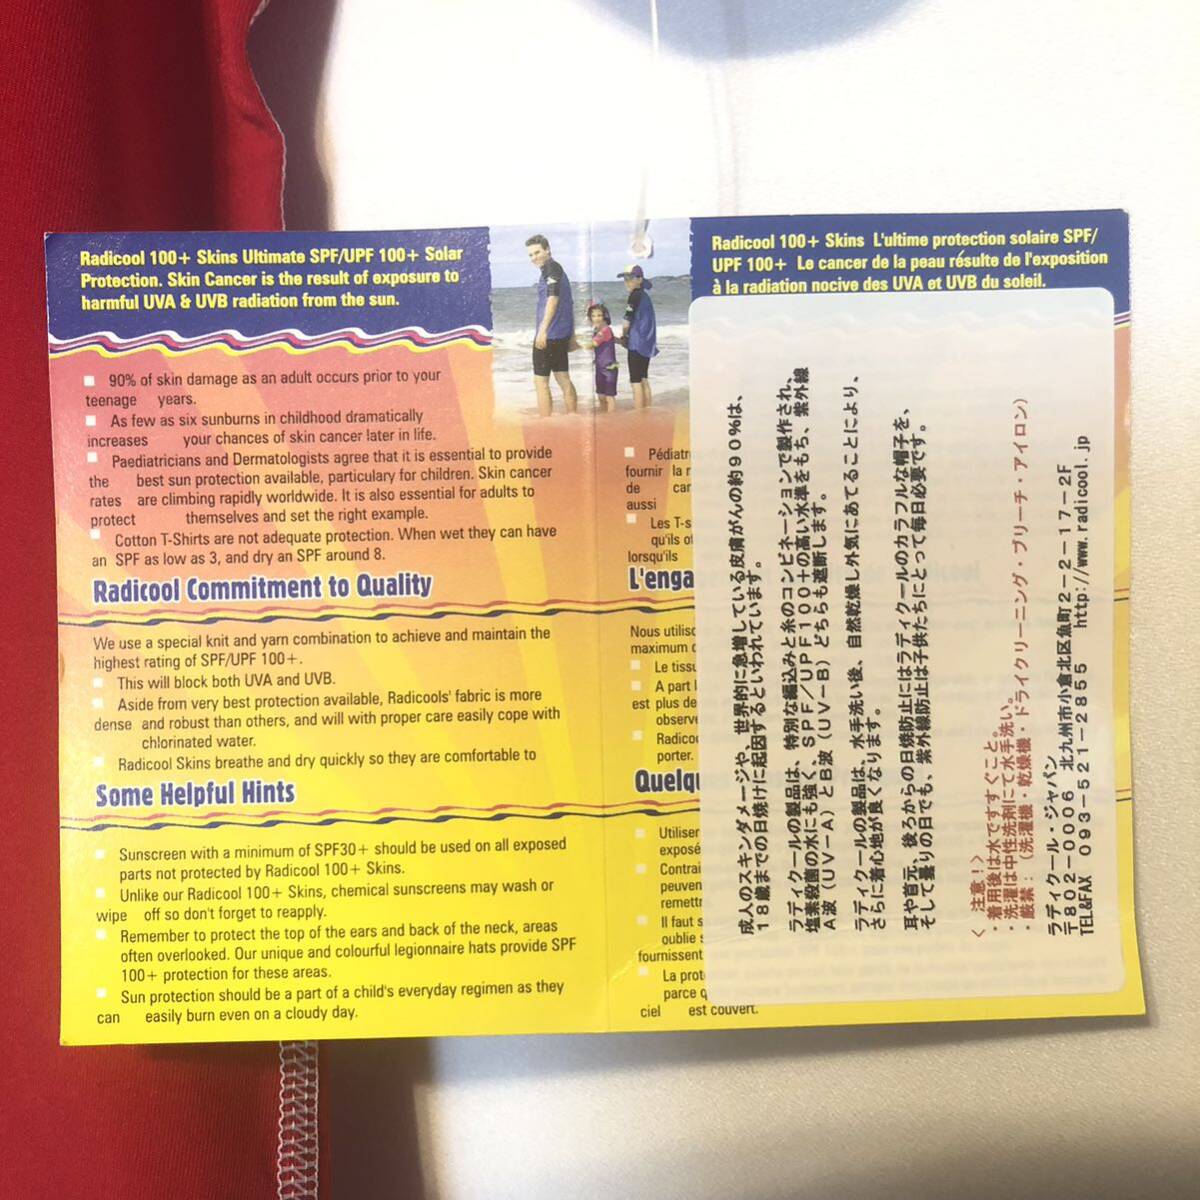 Radicool 100+ Skins Ultimate SPF/UPF 100+ Solar
Protection. Skin Cancer is the result of exposure to
harmful UVA & UVB radiation from the sun.
90% of skin damage as an adult occurs prior to your
teenage years.
As few as six sunburns in childhood dramatically
increases your chances of skin cancer later in life.
Paediatricians and Dermatologists agree that it is essential to provide
the best sun protection available, particulary for children. Skin cancer
rates are climbing rapidly worldwide. It is also essential for adults to
protect themselves and set the right example.
Cotton T-Shirts are not adequate protection. When wet they can have
an SPF as low as 3, and dry an SPF around 8.
Radicool Commitment to Quality
We use a special knit and yarn combination to achieve and maintain the
highest rating of SPF/UPF 100+.
This will block both UVA and UVB.
Aside from very best protection available, Radicools' fabric is more
dense and robust than others, and will with proper care easily cope with
chlorinated water.
Radicool Skins breathe and dry quickly so they are comfortable to
Some Helpful Hints
Sunscreen with a minimum of SPF30+ should be used on all exposed
parts not protected by Radicool 100+ Skins.
Unlike our Radicool 100+ Skins, chemical sunscreens may wash or
wipe off so don't forget to reapply.
Remember to protect the top of the ears and back of the neck, areas
often overlooked. Our unique and colourful legionnaire hats provide SPF
100+ protection for these areas.
Sun protection should be a part of a child's everyday regimen as they
can easily burn even on a cloudy day.
Radicool 100+ Skins L'ultime protection solaire SPF/
UPF 100+ Le cancer de la peau résulte de l'exposition
à la radiation nocive des UVA et UVB du soleil.
Pédiatr
fournir la
de car
aussi
Les T-s
qu'ils
lorsqu'ils
L'enga
Nous utilis
maximum
Le tissu
A part
est plus de
observe
Radico
porter.
Quelq
Utiliser
exposé
Contrai
peuven
remett
Il faut s
oublie
fournissent
La prot
parce q
ciel est couvert.
成人のスキンダメージや、世界的に急増している皮膚がんの約90%は、
18歳までの日焼けに起因するといわれています。
ラディクールの製品は、特別な編込みと糸のコンビネーションで製作され、
塩素殺菌の水にも強く、SPF/UPF100+の高い水準をもち、紫外線
A波(UV-A)とB波(UV-B)どちらも遮断します。
ラディクールの製品は、水手洗い後、自然乾燥し外気にあてることにより、
さらに着心地が良くなります。
耳や首元、後ろからの日焼防止にはラディクールのカラフルな帽子を、
そして曇りの日でも、紫外線防止は子供たちにとって毎日必要です。
<注意!>
・着用後は水ですすぐこと。
・洗濯は中性洗剤にて水手洗い。
・厳禁:(洗濯機・乾燥機・ドライクリーニング・ブリーチ・アイロン)
ラディクール・ジャパン
〒802-0006 北九州市小倉北区魚町2-2-17-2F
TEL&FAX 093-521-2855 http://www.radicool.jp